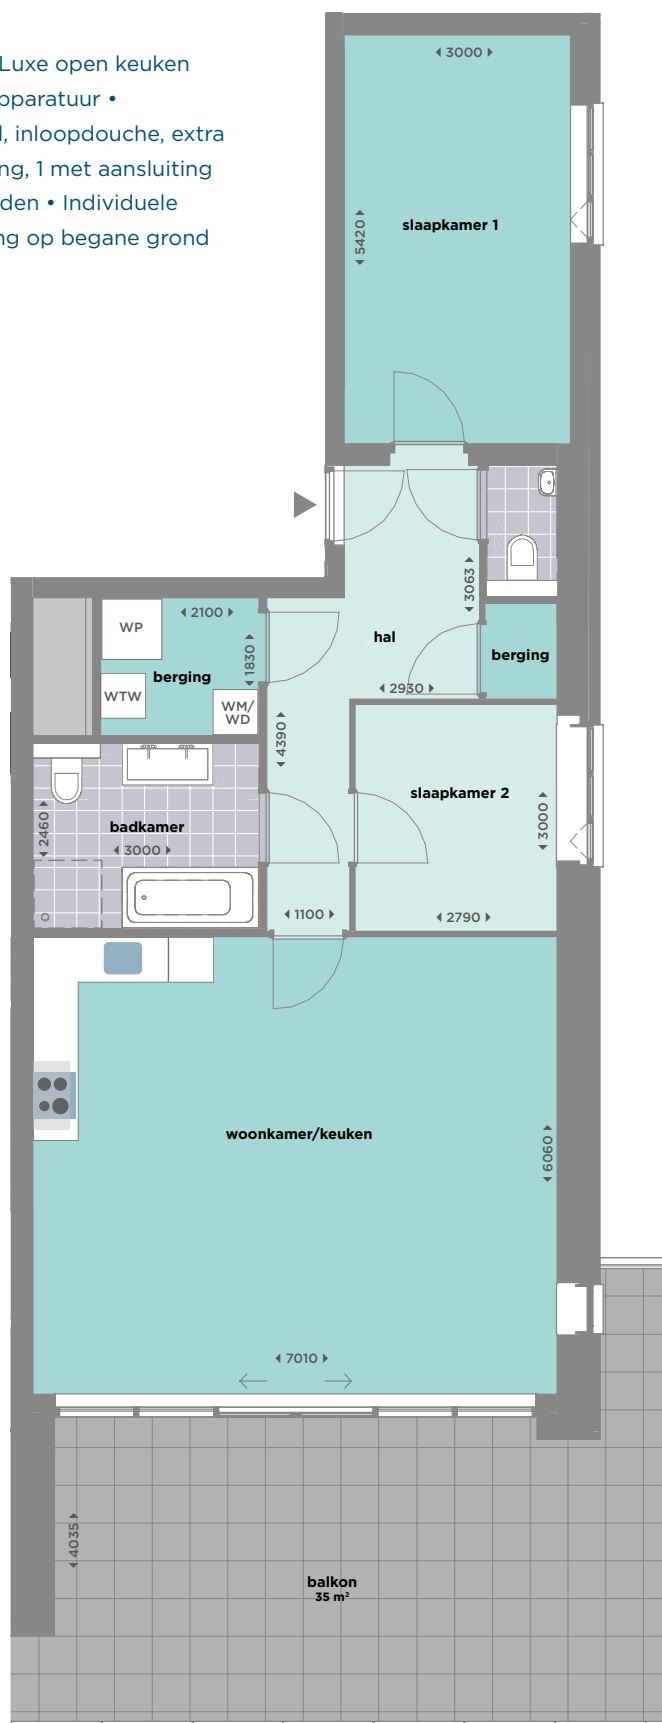 Luxe open keuken
pparatuur •
l, inloopdouche, extra
ng, 1 met aansluiting
den • Individuele
ng op begane grond
3000
5420
slaapkamer 1
3063
WP
2100
hal
1830
berging
berging
WTW
2930
WM/
WD
4390
slaapkamer 2
2460
badkamer
3000
3000
1100
2790
woonkamer/keuken
6060
7010
4035
balkon
35 m²